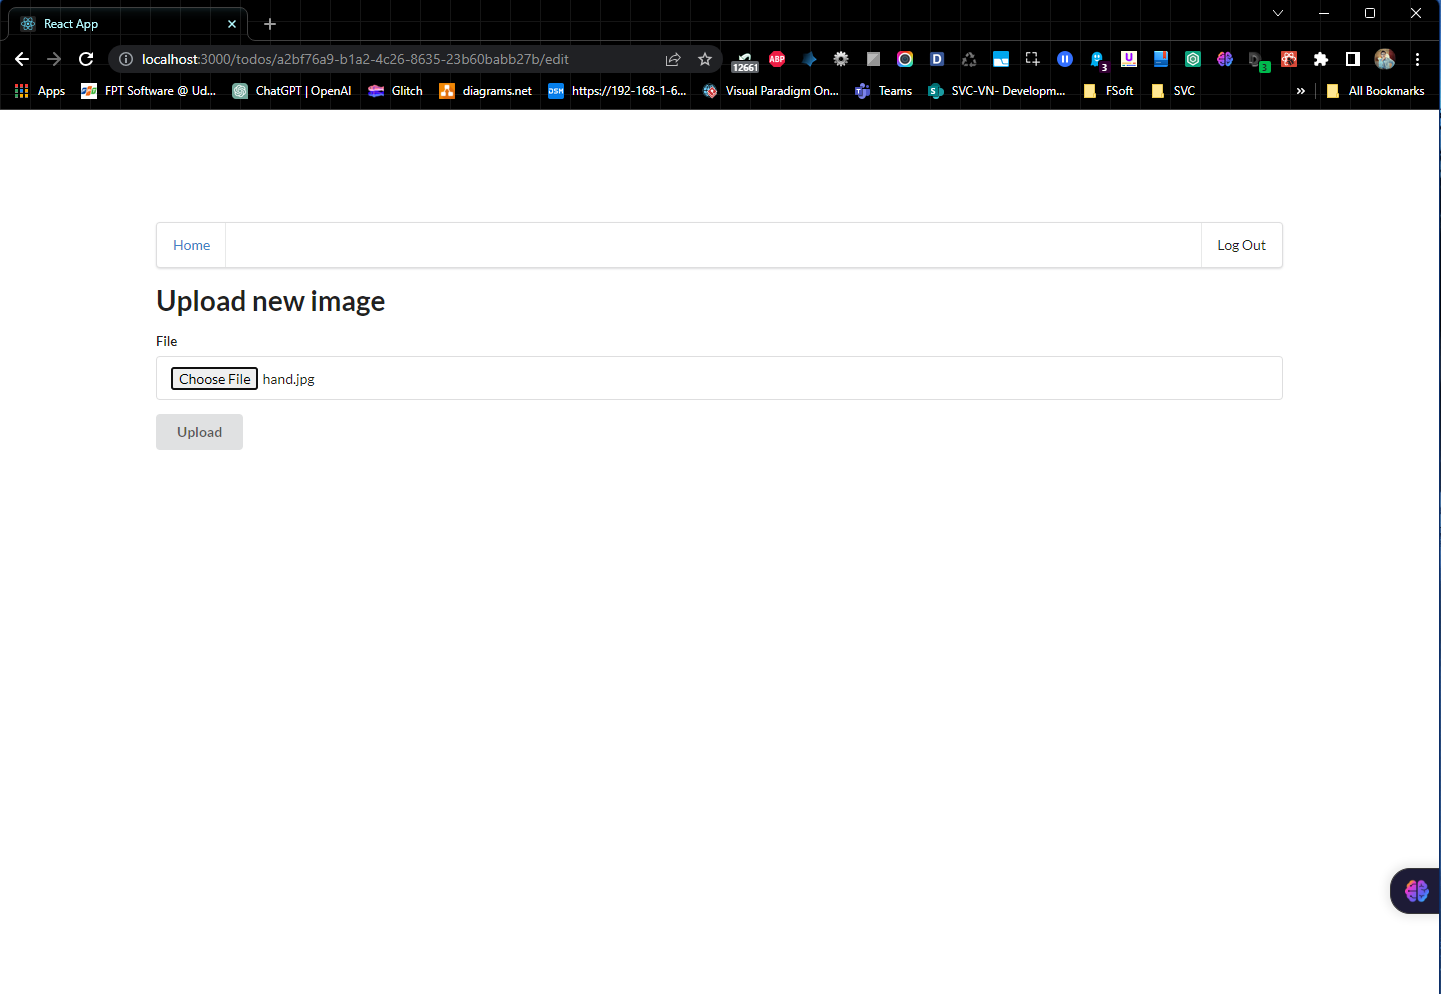 React App
localhost:3000/todos/a2bf76a9-b1a2-4c26-8635-23b60babb27b/edit
12661
ABP
D
3
U
3
Apps
FPT Software @ Ud...
ChatGPT | OpenAI
Glitch
diagrams.net
DSM
https://192-168-1-6...
Visual Paradigm On...
Teams
S
SVC-VN- Developm...
FSoft
SVC
»
All Bookmarks
Home
Log Out
Upload new image
File
Choose File hand.jpg
Upload